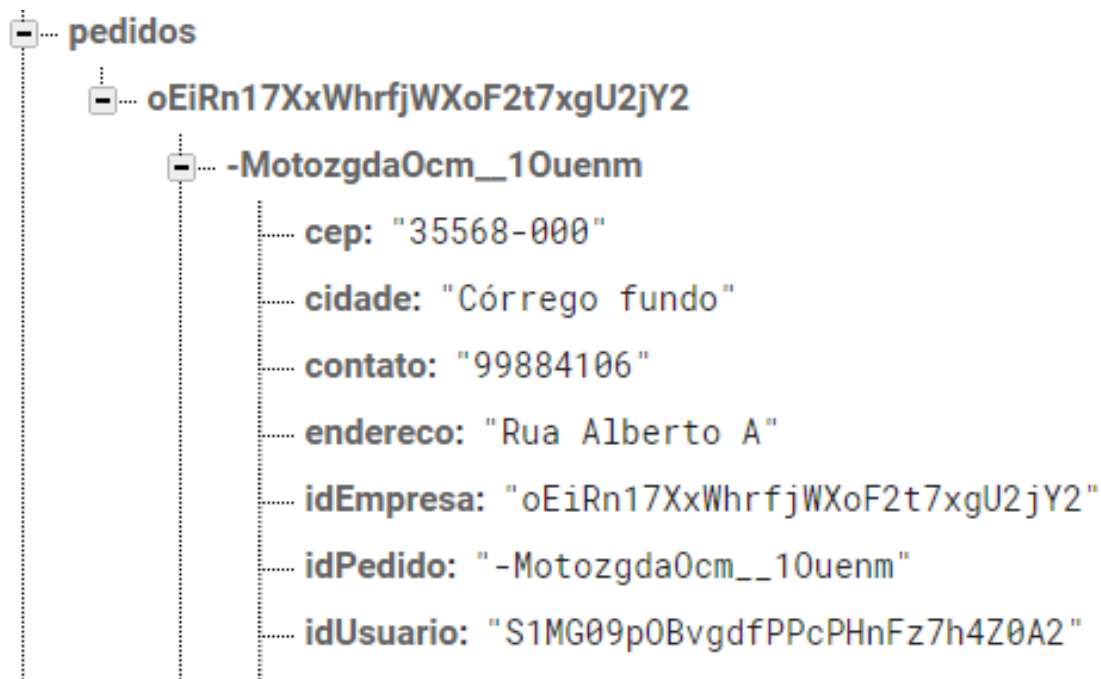 pedidos
oEiRn17XxWhrfjWXoF2t7xgU2jY2
-MotozgdaOcm__1Ouenm
cep: "35568-000"
cidade: "Córrego fundo"
contato: "99884106"
endereco: "Rua Alberto A"
idEmpresa: "oEiRn17XxWhrfjWXoF2t7xgU2jY2"
idPedido: "-MotozgdaOcm__1Ouenm"
idUsuario: "S1MG09pOBvgdfPPcPHnFz7h4Z0A2"